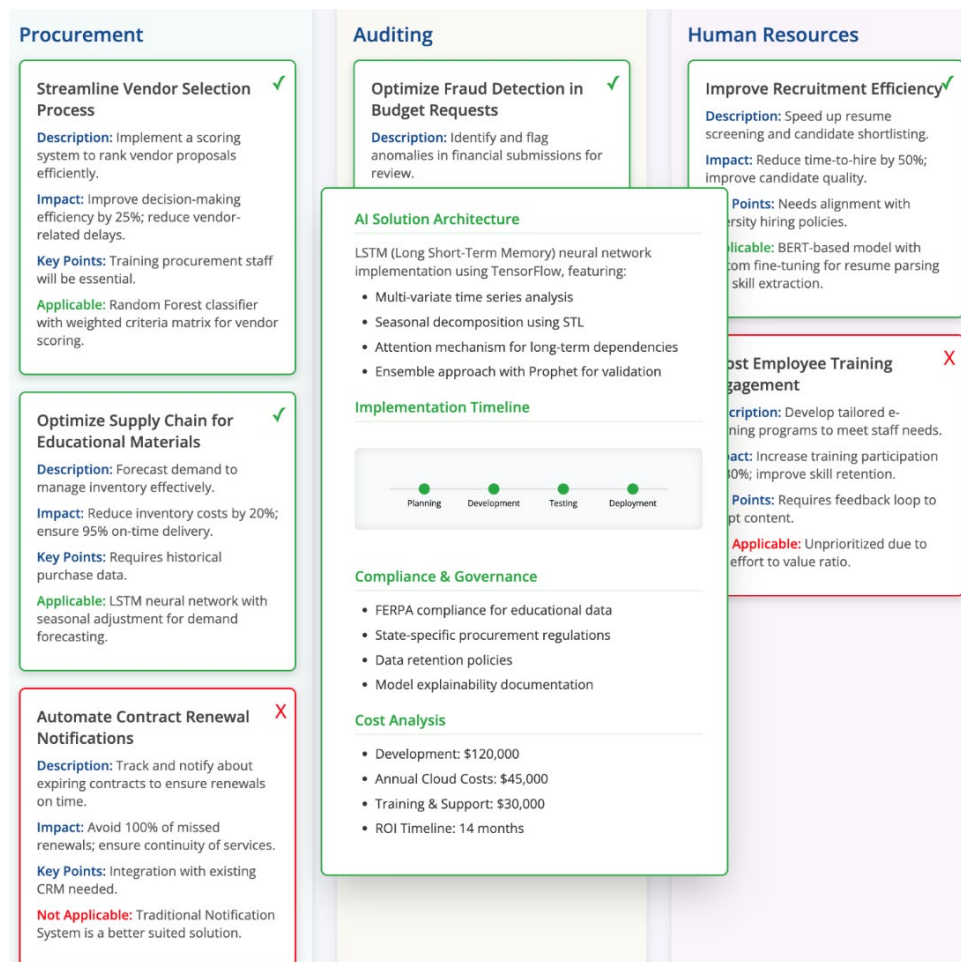 Procurement
Streamline Vendor Selection
Process
Description: Implement a scoring
system to rank vendor proposals
efficiently.
Impact: Improve decision-making
efficiency by 25%; reduce vendor-
related delays.
Key Points: Training procurement staff
will be essential.
Applicable: Random Forest classifier
with weighted criteria matrix for vendor
scoring.
Optimize Supply Chain for
Educational Materials
Description: Forecast demand to
manage inventory effectively.
Impact: Reduce inventory costs by 20%;
ensure 95% on-time delivery.
Key Points: Requires historical
purchase data.
Applicable: LSTM neural network with
seasonal adjustment for demand
forecasting.
Automate Contract Renewal
Notifications
X
Description: Track and notify about
expiring contracts to ensure renewals
on time.
Impact: Avoid 100% of missed
renewals; ensure continuity of services.
Key Points: Integration with existing
CRM needed.
Not Applicable: Traditional Notification
System is a better suited solution.
Auditing
Optimize Fraud Detection in
Budget Requests
Description: Identify and flag
anomalies in financial submissions for
review.
AI Solution Architecture
LSTM (Long Short-Term Memory) neural network
implementation using TensorFlow, featuring:
• Multi-variate time series analysis
• Seasonal decomposition using STL
• Attention mechanism for long-term dependencies
• Ensemble approach with Prophet for validation
Implementation Timeline
Planning Development Testing Deployment
Compliance & Governance
• FERPA compliance for educational data
• State-specific procurement regulations
• Data retention policies
• Model explainability documentation
Cost Analysis
• Development: $120,000
• Annual Cloud Costs: $45,000
• Training & Support: $30,000
• ROI Timeline: 14 months
Human Resources
Improve Recruitment Efficiency
Description: Speed up resume
screening and candidate shortlisting.
Impact: Reduce time-to-hire by 50%;
improve candidate quality.
Points: Needs alignment with
hiring policies.
BERT-based model with
fine-tuning for resume parsing
skill extraction.
X
Employee Training
Develop tailored e-
programs to meet staff needs.
Increase training participation
improve skill retention.
Points: Requires feedback loop to
content.
Applicable: Unprioritized due to
effort to value ratio.